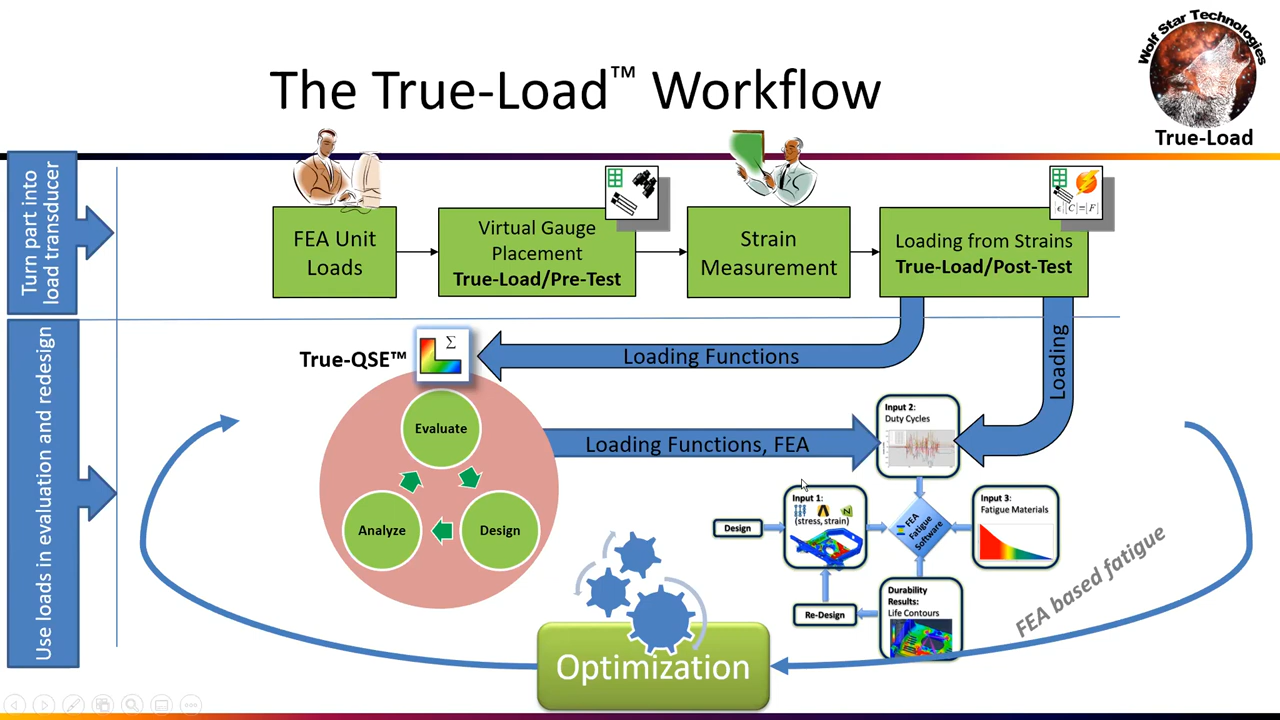 The True-Load™ Workflow
Wolf Star Technologies
True-Load
Turn part into
load transducer
FEA Unit
Loads
Virtual Gauge
Placement
True-Load/Pre-Test
Strain
Measurement
Loading from Strains
True-Load/Post-Test
[ε][C]=[F]
Use loads in evaluation and redesign
True-QSE™
Σ
Loading Functions
Loading
Evaluate
Design
Analyze
Loading Functions, FEA
Input 2:
Duty Cycles
Input 1:
(stress, strain)
Design
FEA
Fatigue
Software
Input 3:
Fatigue Materials
Re-Design
Durability
Results:
Life Contours
FEA based fatigue
Optimization